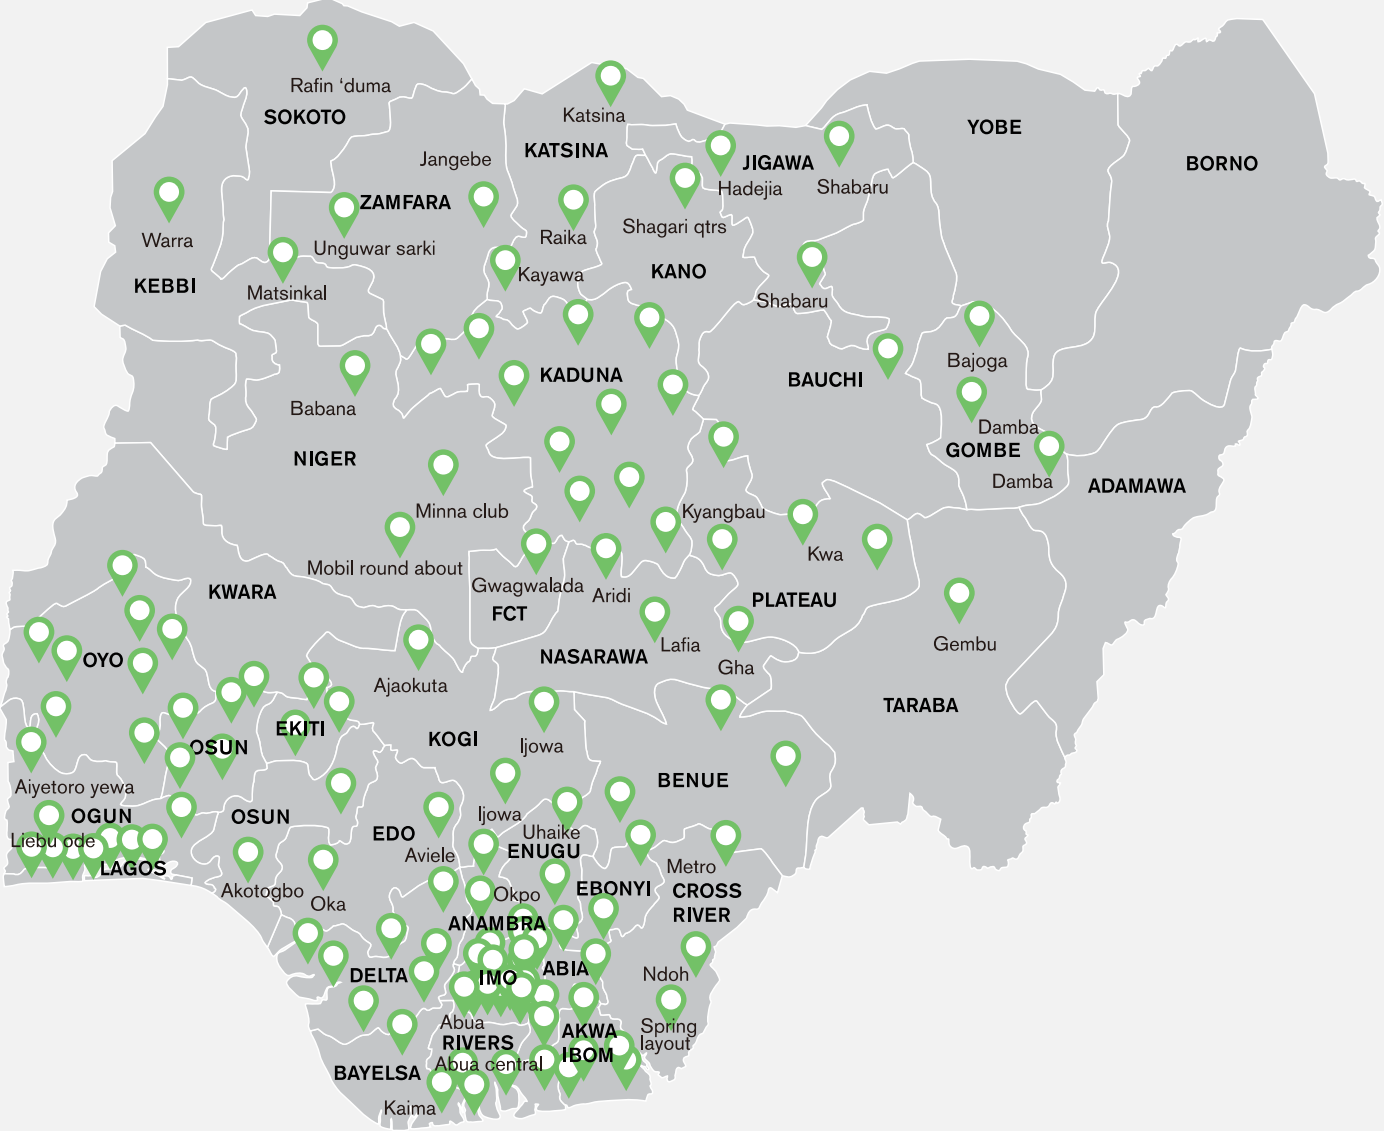 Rafin ‘duma
SOKOTO
Katsina
KATSINA
YOBE
BORNO
Jangebe
JIGAWA
Hadejia
Shabaru
ZAMFARA
Unguwar sarki
Raika
Shagari qtrs
Warra
KEBBI
Matsinkal
Kayawa
KANO
Shabaru
Babana
KADUNA
BAUCHI
Bajoga
Damba
GOMBE
Damba
ADAMAWA
NIGER
Minna club
Mobil round about
Kyangbau
Kwa
KWARA
Gwagwalada
FCT
Aridi
PLATEAU
Gembu
OYO
Ajaokuta
NASARAWA
Lafia
Gha
TARABA
EKITI
OSUN
KOGI
Ijowa
BENUE
Aiyetoro yewa
OGUN
OSUN
Liebu ode
LAGOS
EDO
Aviele
Ijowa
Uhaike
ENUGU
Metro
CROSS
RIVER
Akotogbo
Oka
Okpo
EBONYI
ANAMBRA
DELTA
IMO
ABIA
Ndoh
Abua
RIVERS
Abua central
AKWA
IBOM
Spring
layout
BAYELSA
Kaima